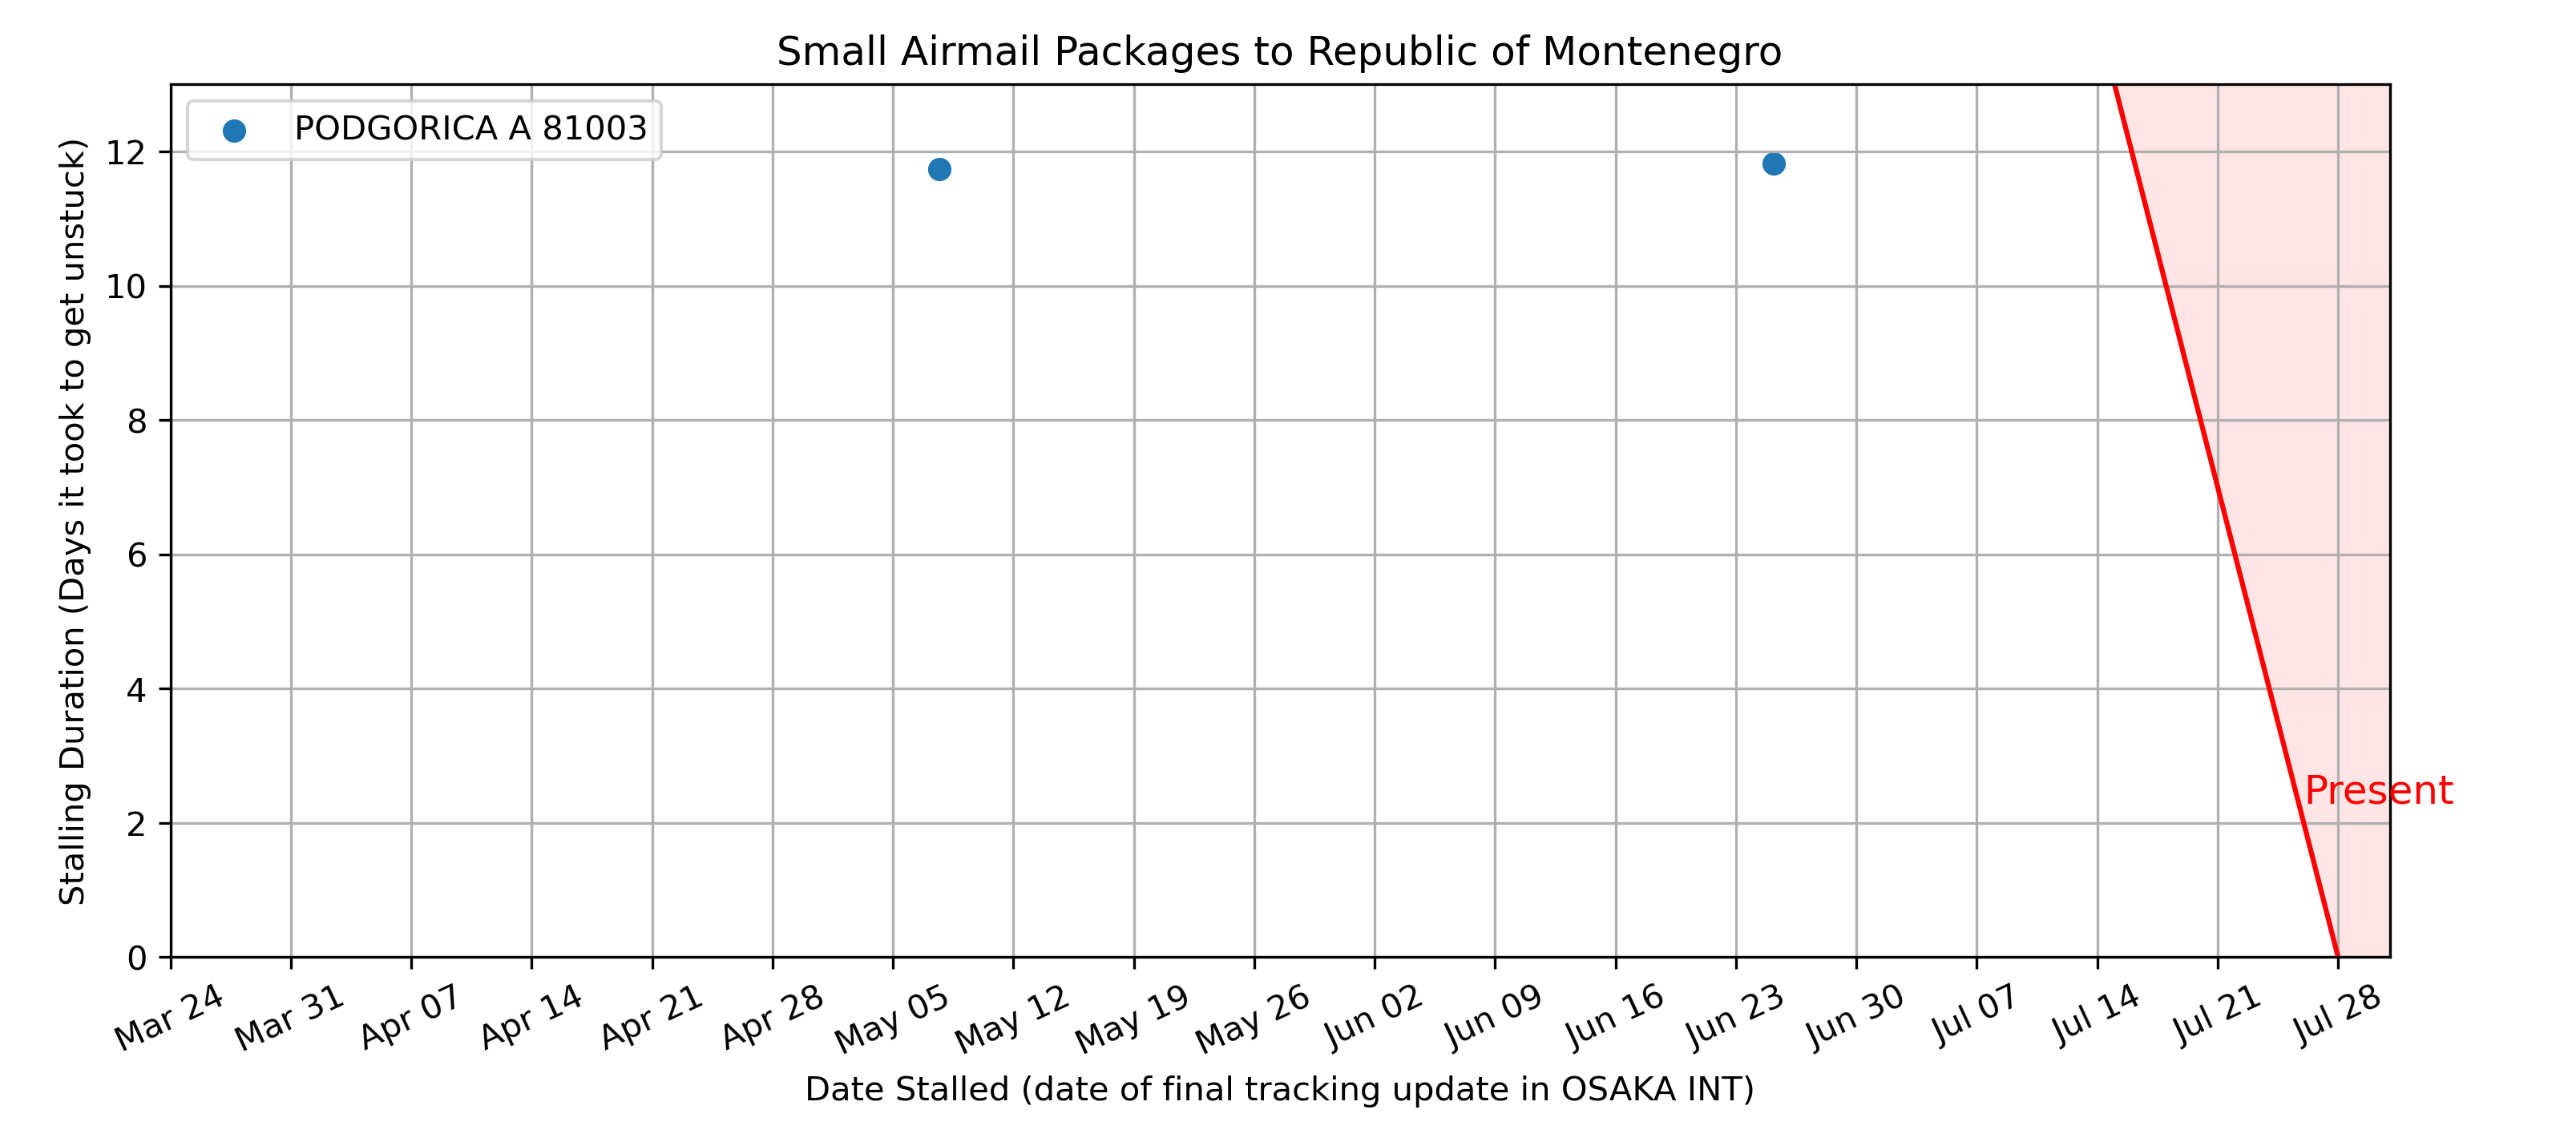 Small Airmail Packages to Republic of Montenegro
PODGORICA A 81003
Stalling Duration (Days it took to get unstuck)
12
10
8
6
4
2
0
Present
Mar 24 Mar 31 Apr 07 Apr 14 Apr 21 Apr 28 May 05 May 12 May 19 May 26 Jun 02 Jun 09 Jun 16 Jun 23 Jun 30 Jul 07 Jul 14 Jul 21 Jul 28
Date Stalled (date of final tracking update in OSAKA INT)